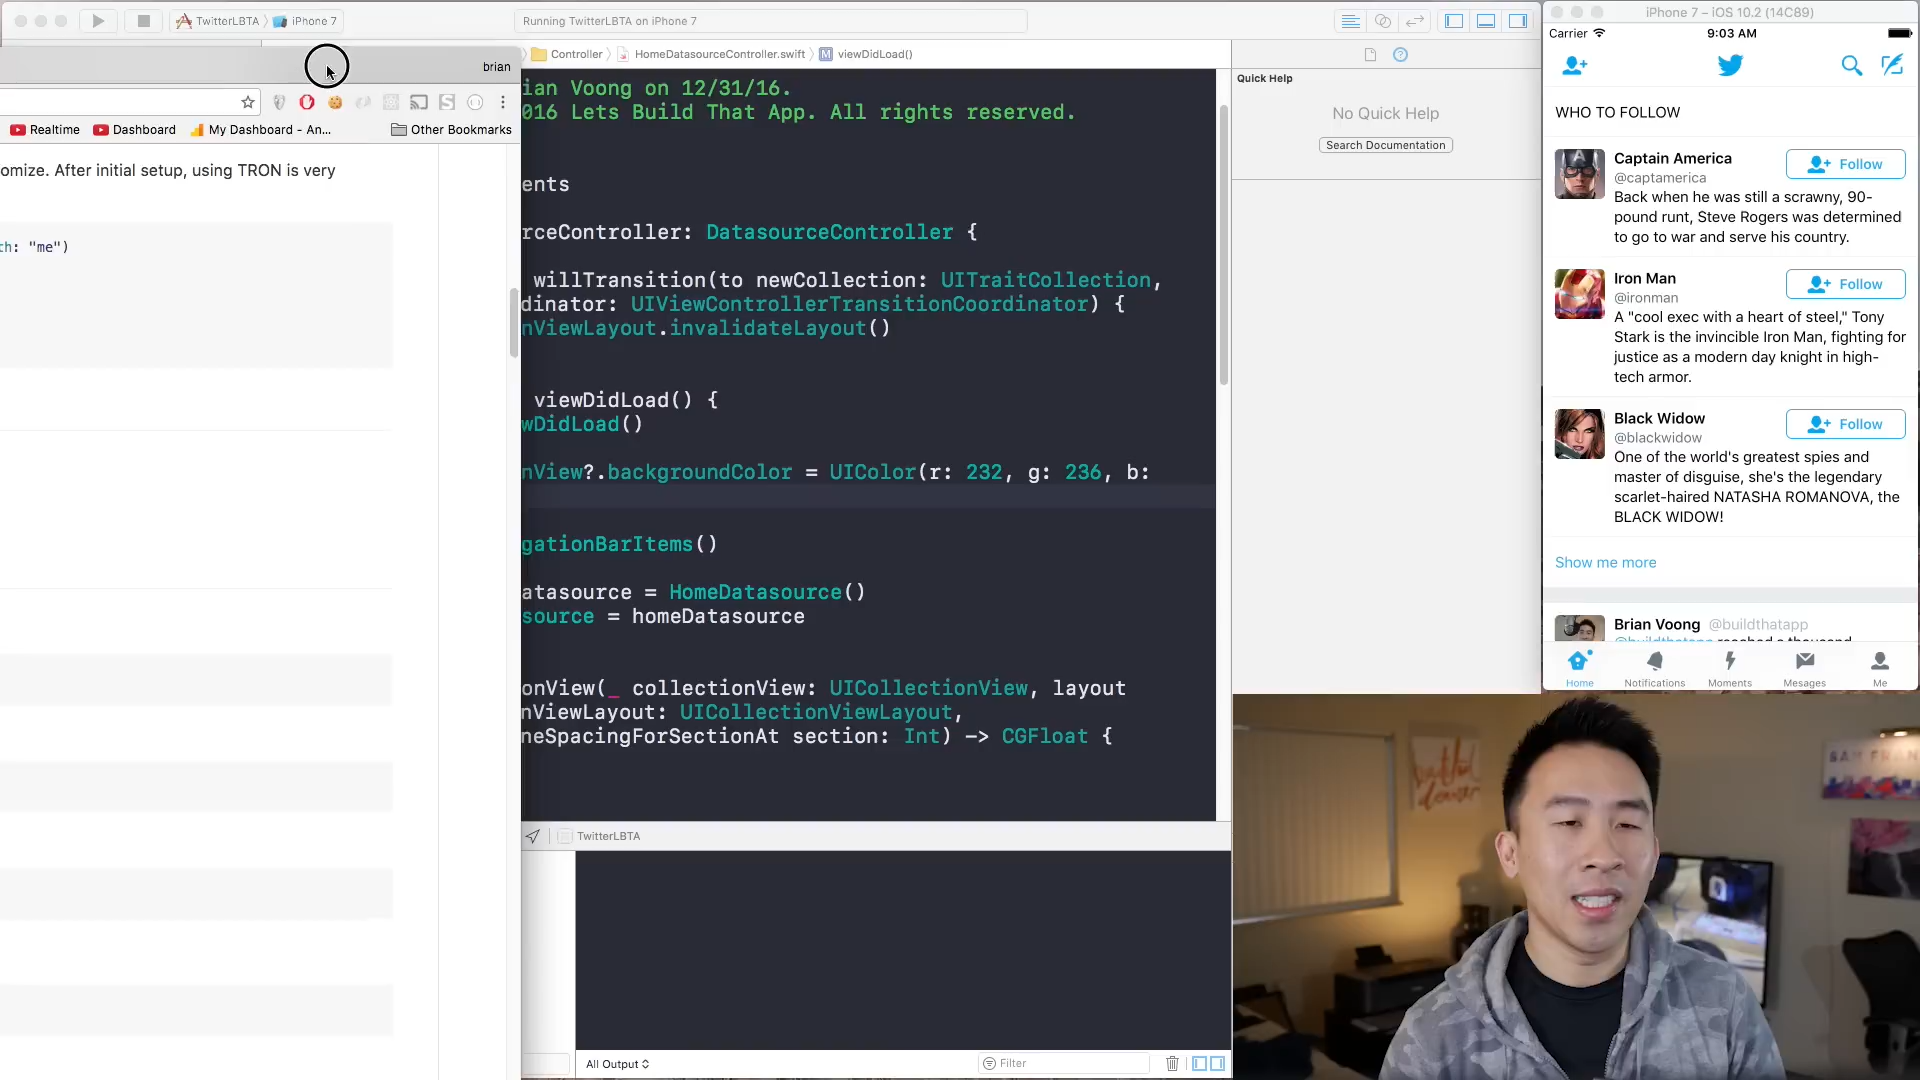 TwitterLBTA
iPhone 7
Running TwitterLBTA on iPhone 7
brian
Realtime
Dashboard
My Dashboard - An...
Other Bookmarks
omize. After initial setup, using TRON is very
th: "me")
Controller
HomeDatasourceController.swift
viewDidLoad()
ian Voong on 12/31/16.
016 Lets Build That App. All rights reserved.
ents
rceController: DatasourceController {
willTransition(to newCollection: UITraitCollection,
dinator: UIViewControllerTransitionCoordinator) {
nViewLayout.invalidateLayout()
viewDidLoad() {
wDidLoad()
nView?.backgroundColor = UIColor(r: 232, g: 236, b:
gationBarItems()
atasource = HomeDatasource()
source = homeDatasource
onView(_ collectionView: UICollectionView, layout
nViewLayout: UICollectionViewLayout,
neSpacingForSectionAt section: Int) -> CGFloat {
TwitterLBTA
All Output
Filter
Quick Help
No Quick Help
Search Documentation
iPhone 7 – iOS 10.2 (14C89)
Carrier
9:03 AM
WHO TO FOLLOW
Captain America
Follow
@captamerica
Back when he was still a scrawny, 90-
pound runt, Steve Rogers was determined
to go to war and serve his country.
Iron Man
Follow
@ironman
A "cool exec with a heart of steel," Tony
Stark is the invincible Iron Man, fighting for
justice as a modern day knight in high-
tech armor.
Black Widow
Follow
@blackwidow
One of the world's greatest spies and
master of disguise, she's the legendary
scarlet-haired NATASHA ROMANOVA, the
BLACK WIDOW!
Show me more
Brian Voong @buildthatapp
@buildthatapp reached a thousand
Home
Notifications
Moments
Mesages
Me
SAN FRAN